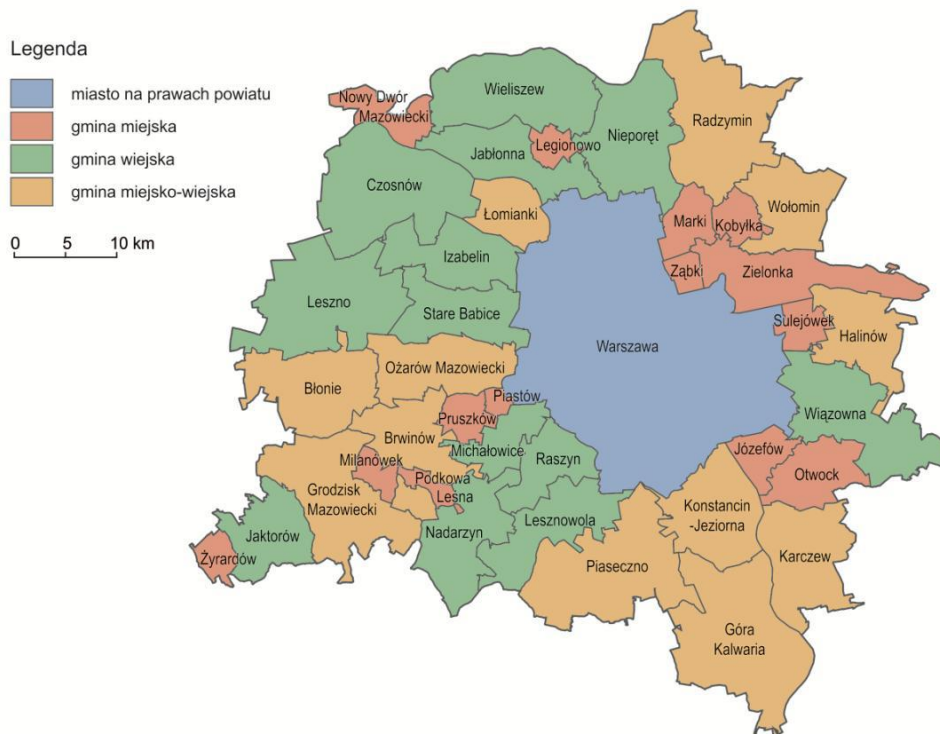 Legenda
miasto na prawach powiatu
gmina miejska
gmina wiejska
gmina miejsko-wiejska
0 5 10 km
Nowy Dwór
Mazowiecki
Wieliszew
Radzymin
Nieporęt
Legionowo
Jabłonna
Czosnów
Łomianki
Wołomin
Marki
Kobyłka
Izabelin
Ząbki
Zielonka
Leszno
Stare Babice
Sulejówek
Halinów
Warszawa
Ożarów Mazowiecki
Błonie
Piastów
Pruszków
Wiązowna
Brwinów
Michałowice
Józefów
Milanówek
Raszyn
Otwock
Podkowa
Leśna
Grodzisk
Mazowiecki
Konstancin
-Jeziorna
Lesznowola
Nadarzyn
Jaktorów
Żyrardów
Karczew
Piaseczno
Góra
Kalwaria